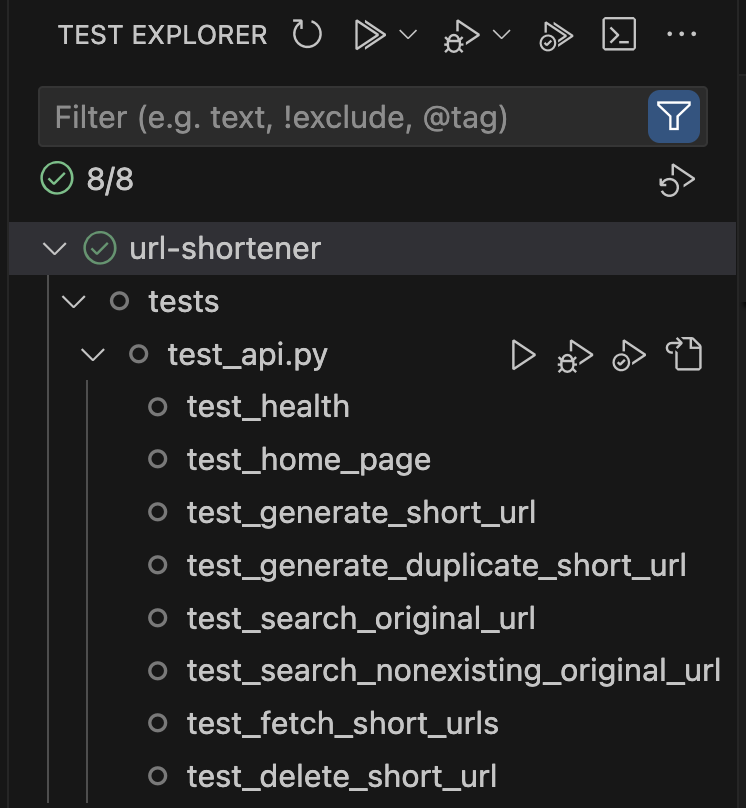 TEST EXPLORER
Filter (e.g. text, !exclude, @tag)
8/8
url-shortener
tests
test_api.py
test_health
test_home_page
test_generate_short_url
test_generate_duplicate_short_url
test_search_original_url
test_search_nonexisting_original_url
test_fetch_short_urls
test_delete_short_url